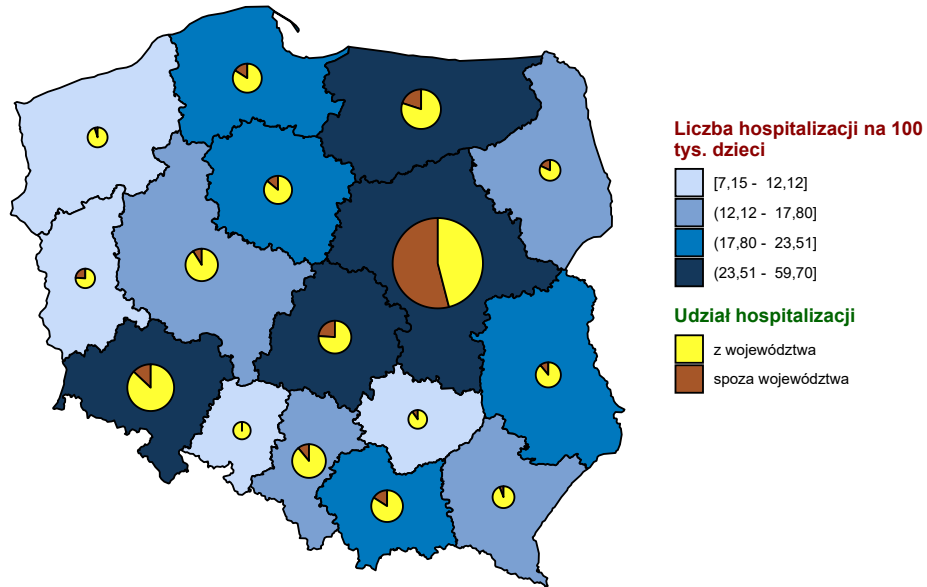 Liczba hospitalizacji na 100
tys. dzieci
[7,15 - 12,12]
(12,12 - 17,80]
(17,80 - 23,51]
(23,51 - 59,70]
Udział hospitalizacji
z województwa
spoza województwa